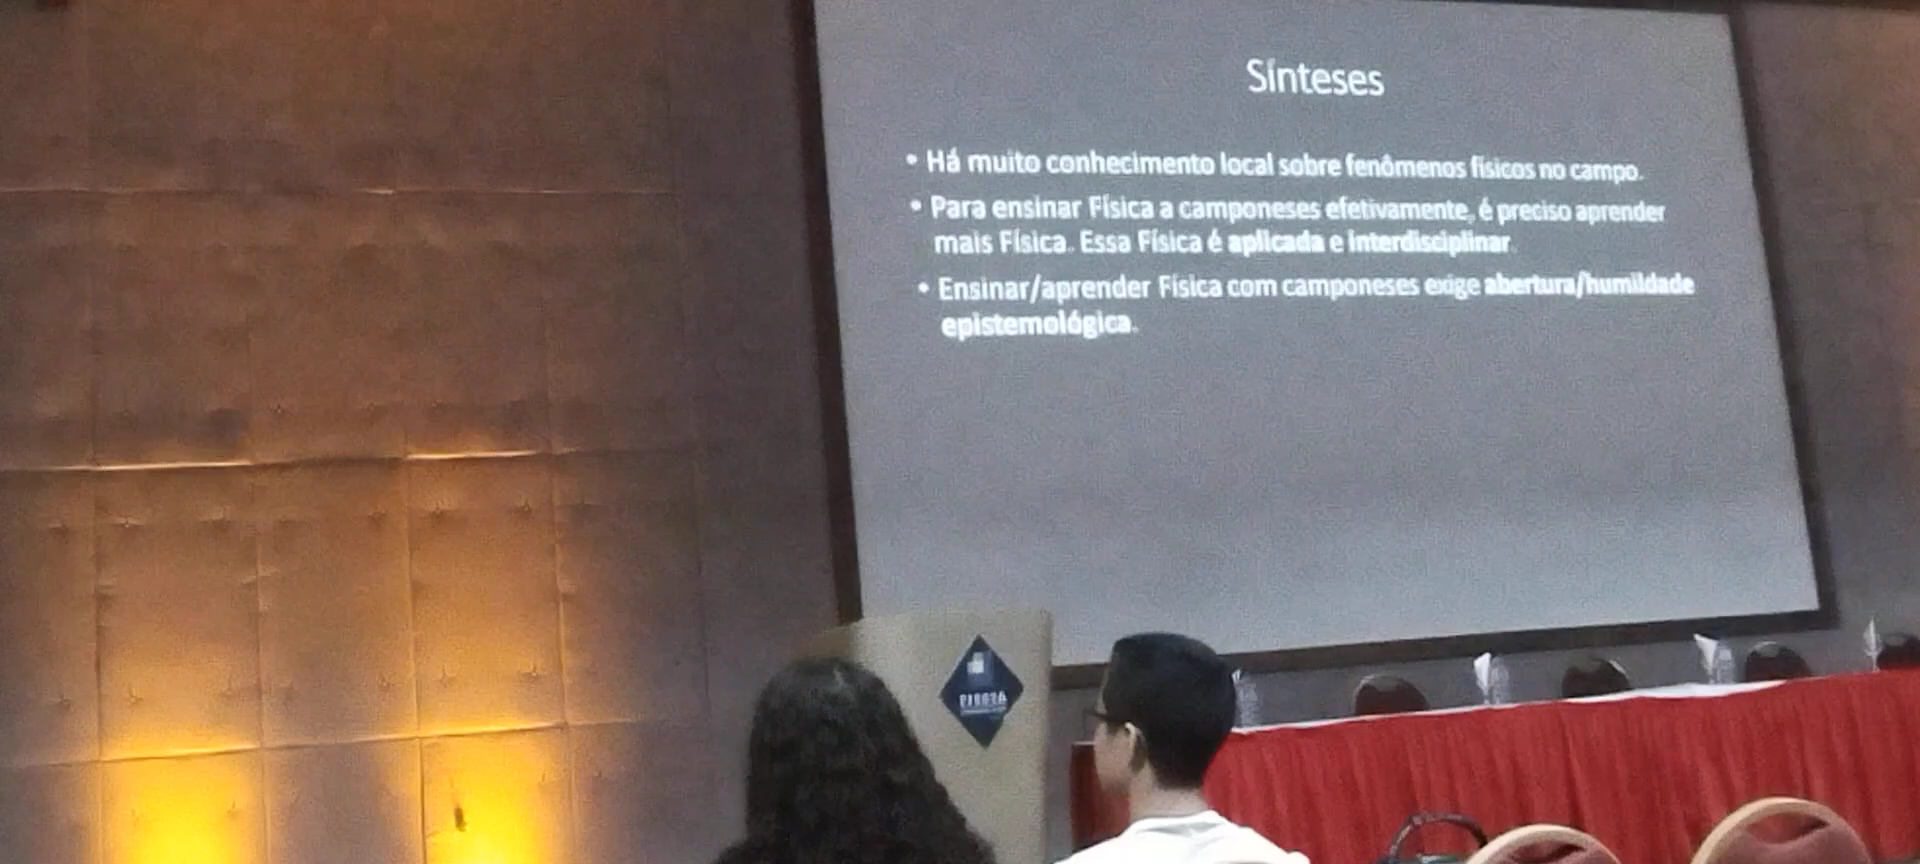 Sínteses
• Há muito conhecimento local sobre fenômenos físicos no campo.
• Para ensinar Física a camponeses efetivamente, é preciso aprender
mais Física. Essa Física é aplicada e interdisciplinar.
• Ensinar/aprender Física com camponeses exige abertura/humildade
epistemológica.